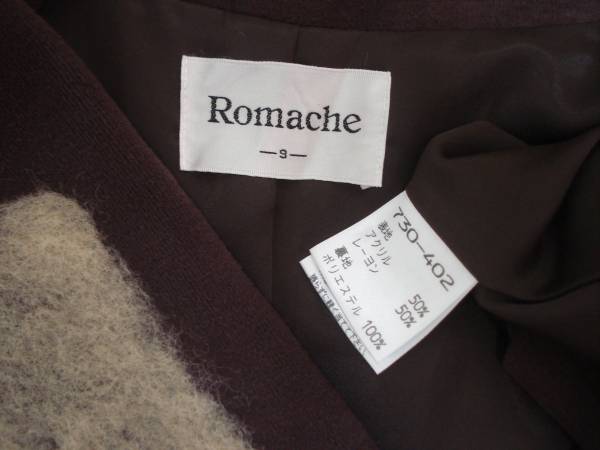 Romache
—9—
730-402
表地
アクリル 50%
レーヨン 50%
裏地
ポリエステル 100%